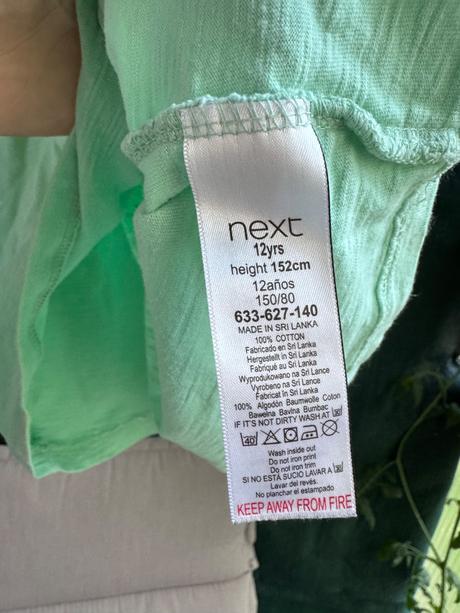 next
12yrs
height 152cm
12años
150/80
633-627-140
MADE IN SRI LANKA
100% COTTON
Fabricado en Sri Lanka
Hergestellt in Sri Lanka
Fabriqué au Sri Lanka
Wyprodukowano na Sri Lance
Vyrobeno na Sri Lance
Fabricat în Sri Lanka
100% Algodón Baumwolle Coton
Bawełna Bavlna Bumbac
IF IT'S NOT DIRTY WASH AT 30
40
Wash inside out
Do not iron print
Do not iron trim
SI NO ESTÁ SUCIO LAVAR A
Lavar del revés.
No planchar el estampado
KEEP AWAY FROM FIRE